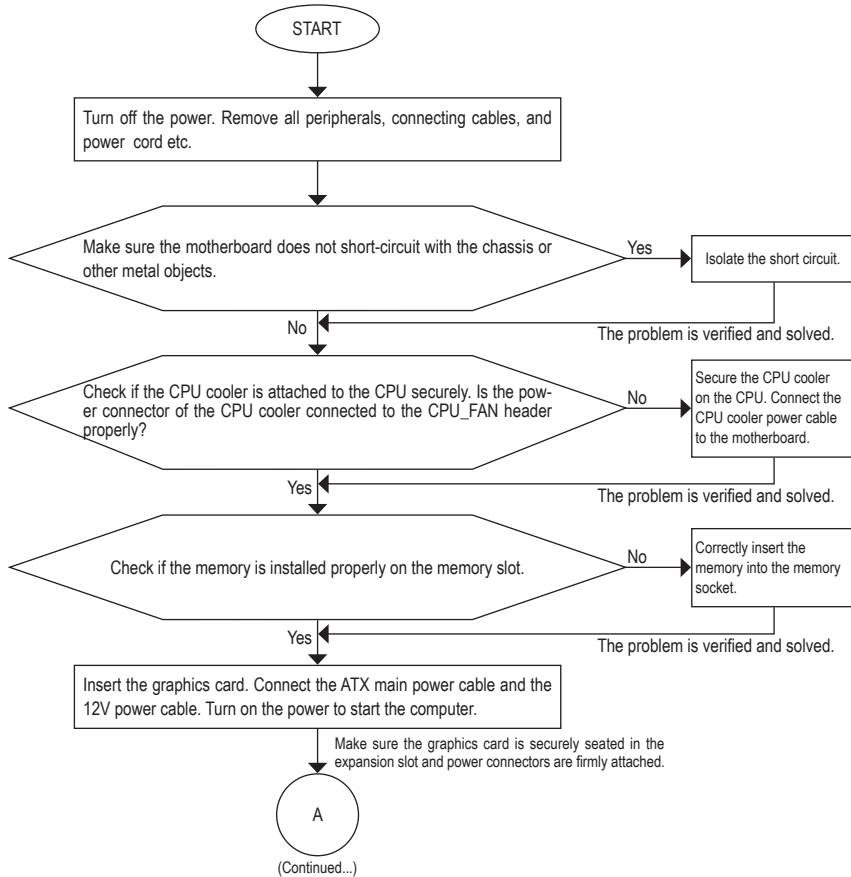 START
Turn off the power. Remove all peripherals, connecting cables, and
power cord etc.
Make sure the motherboard does not short-circuit with the chassis or
other metal objects.
Yes
Isolate the short circuit.
No
The problem is verified and solved.
Check if the CPU cooler is attached to the CPU securely. Is the pow-
er connector of the CPU cooler connected to the CPU_FAN header
properly?
No
Secure the CPU cooler
on the CPU. Connect the
CPU cooler power cable
to the motherboard.
Yes
The problem is verified and solved.
Check if the memory is installed properly on the memory slot.
No
Correctly insert the
memory into the memory
socket.
Yes
The problem is verified and solved.
Insert the graphics card. Connect the ATX main power cable and the
12V power cable. Turn on the power to start the computer.
Make sure the graphics card is securely seated in the
expansion slot and power connectors are firmly attached.
A
(Continued...)